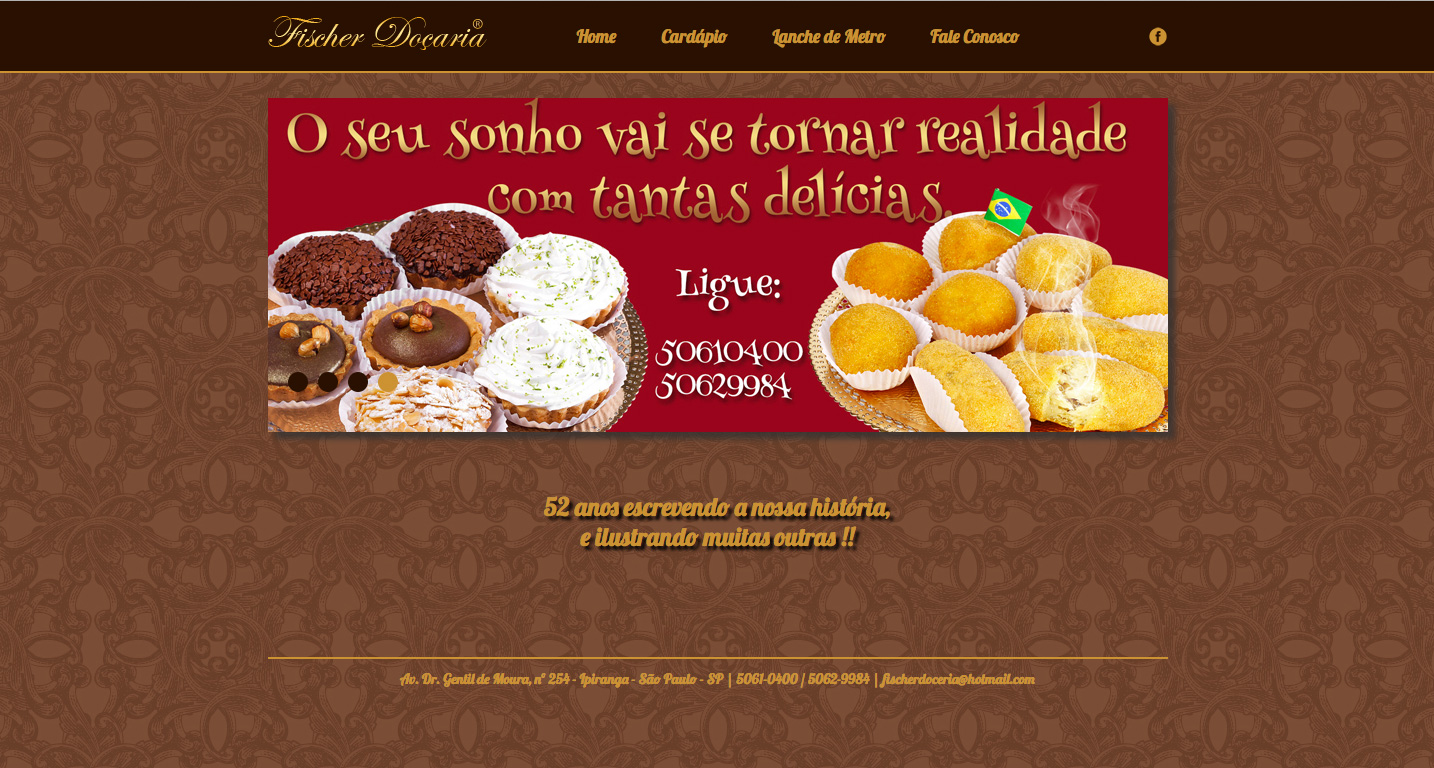 Fischer Doçaria®
Home
Cardápio
Lanche de Metro
Fale Conosco
O seu sonho vai se tornar realidade
com tantas delícias.
Ligue:
50610400
50629984
52 anos escrevendo a nossa história,
e ilustrando muitas outras !!
Av. Dr. Gentil de Moura, nº 254 - Ipiranga - São Paulo - SP | 5061-0400 / 5062-9984 | fischerdoceria@hotmail.com